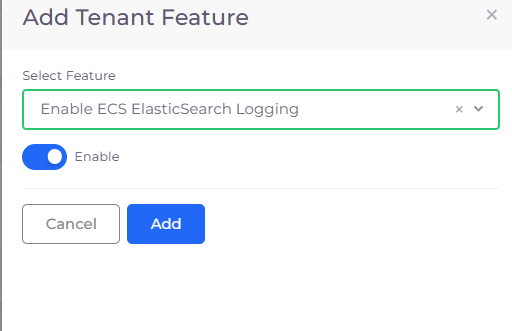 Add Tenant Feature
Select Feature
Enable ECS ElasticSearch Logging
Enable
Cancel
Add